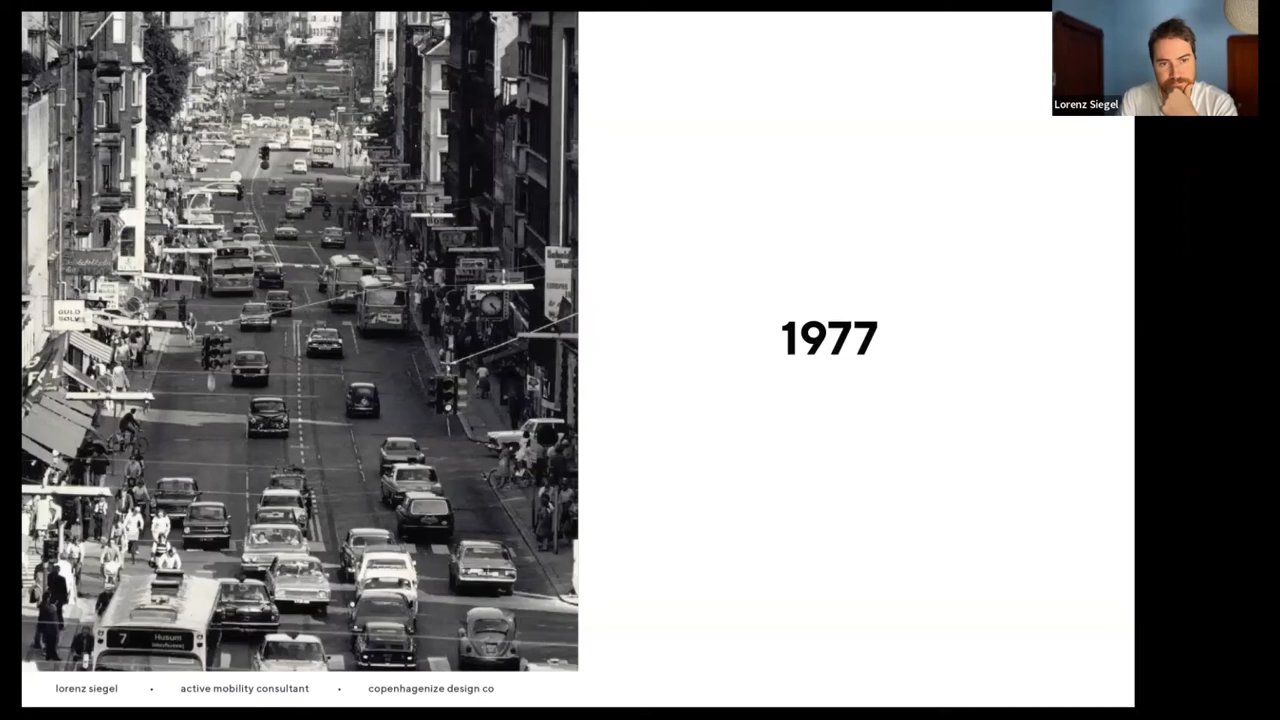 Lorenz Siegel
1977
GULD
SØLV
7 Husum
lorenz siegel • active mobility consultant • copenhagenize design co